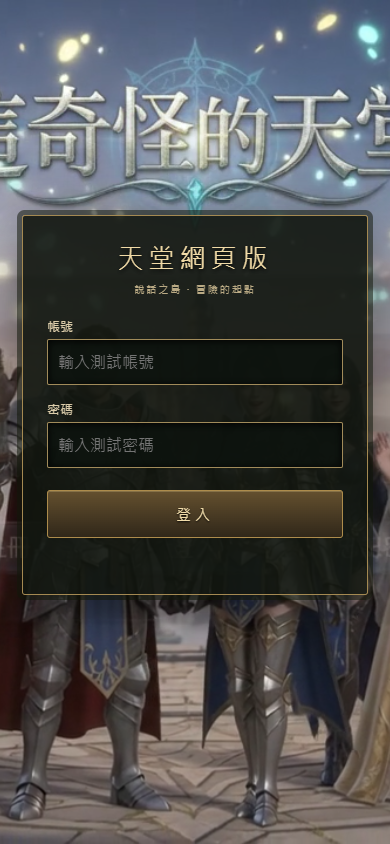 奇怪的天堂
天堂網頁版
說話之島 · 冒險的起點
帳號
輸入測試帳號
密碼
輸入測試密碼
登入